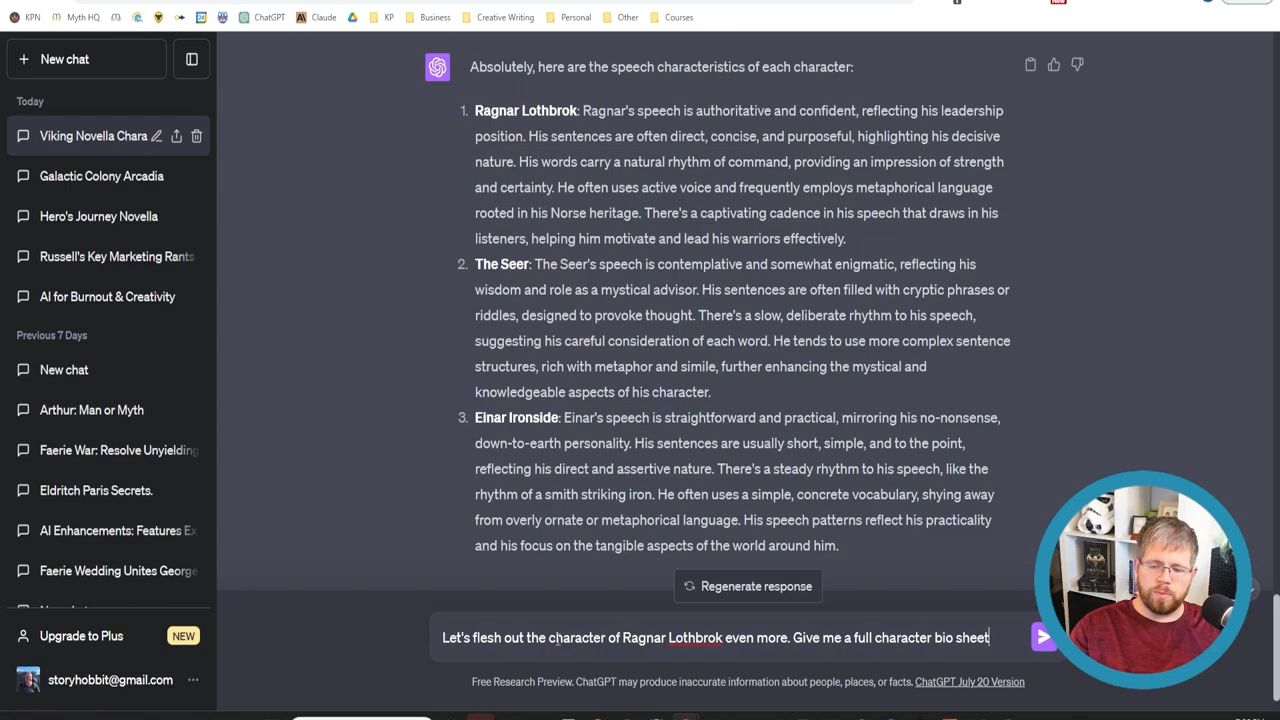 KPN Myth HQ ChatGPT Claude KP Business Creative Writing Personal Other Courses
New chat
Today
Viking Novella Chara
Galactic Colony Arcadia
Hero's Journey Novella
Russell's Key Marketing Rants
AI for Burnout & Creativity
Previous 7 Days
New chat
Arthur: Man or Myth
Faerie War: Resolve Unyielding
Eldritch Paris Secrets.
AI Enhancements: Features Ex
Faerie Wedding Unites George
Upgrade to Plus NEW
storyhobbit@gmail.com
Absolutely, here are the speech characteristics of each character:
1. Ragnar Lothbrok: Ragnar's speech is authoritative and confident, reflecting his leadership
position. His sentences are often direct, concise, and purposeful, highlighting his decisive
nature. His words carry a natural rhythm of command, providing an impression of strength
and certainty. He often uses active voice and frequently employs metaphorical language
rooted in his Norse heritage. There's a captivating cadence in his speech that draws in his
listeners, helping him motivate and lead his warriors effectively.
2. The Seer: The Seer's speech is contemplative and somewhat enigmatic, reflecting his
wisdom and role as a mystical advisor. His sentences are often filled with cryptic phrases or
riddles, designed to provoke thought. There's a slow, deliberate rhythm to his speech,
suggesting his careful consideration of each word. He tends to use more complex sentence
structures, rich with metaphor and simile, further enhancing the mystical and
knowledgeable aspects of his character.
3. Einar Ironside: Einar's speech is straightforward and practical, mirroring his no-nonsense,
down-to-earth personality. His sentences are usually short, simple, and to the point,
reflecting his direct and assertive nature. There's a steady rhythm to his speech, like the
rhythm of a smith striking iron. He often uses a simple, concrete vocabulary, shying away
from overly ornate or metaphorical language. His speech patterns reflect his practicality
and his focus on the tangible aspects of the world around him.
Regenerate response
Let's flesh out the character of Ragnar Lothbrok even more. Give me a full character bio sheet
Free Research Preview. ChatGPT may produce inaccurate information about people, places, or facts. ChatGPT July 20 Version